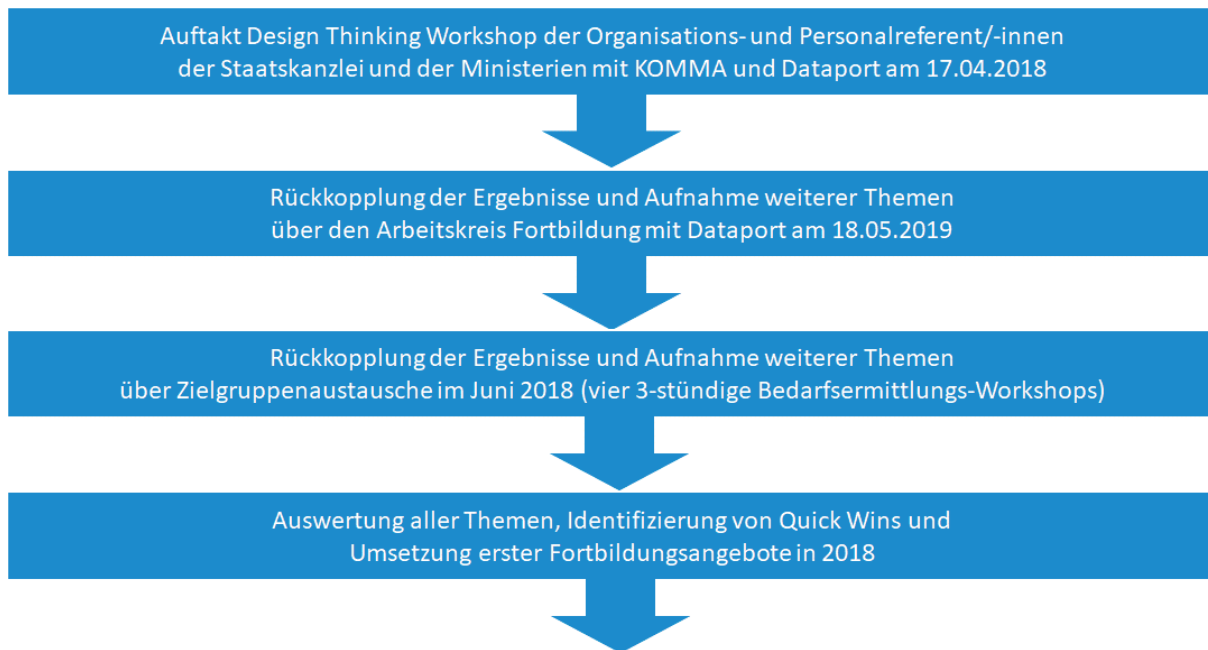 Auftakt Design Thinking Workshop der Organisations- und Personalreferent/-innen
der Staatskanzlei und der Ministerien mit KOMMA und Dataport am 17.04.2018
Rückkopplung der Ergebnisse und Aufnahme weiterer Themen
über den Arbeitskreis Fortbildung mit Dataport am 18.05.2019
Rückkopplung der Ergebnisse und Aufnahme weiterer Themen
über Zielgruppenaustausche im Juni 2018 (vier 3-stündige Bedarfsermittlungs-Workshops)
Auswertung aller Themen, Identifizierung von Quick Wins und
Umsetzung erster Fortbildungsangebote in 2018